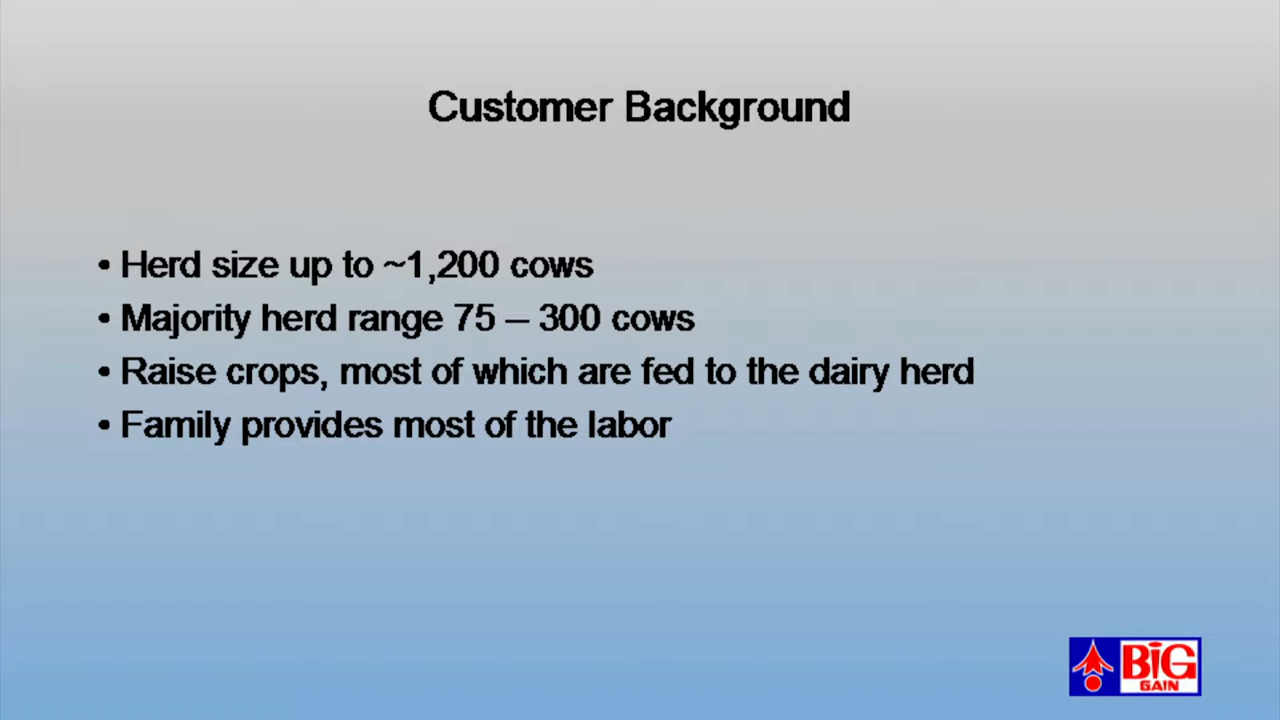 Customer Background
• Herd size up to ~1,200 cows
• Majority herd range 75 – 300 cows
• Raise crops, most of which are fed to the dairy herd
• Family provides most of the labor
BiG
GAIN